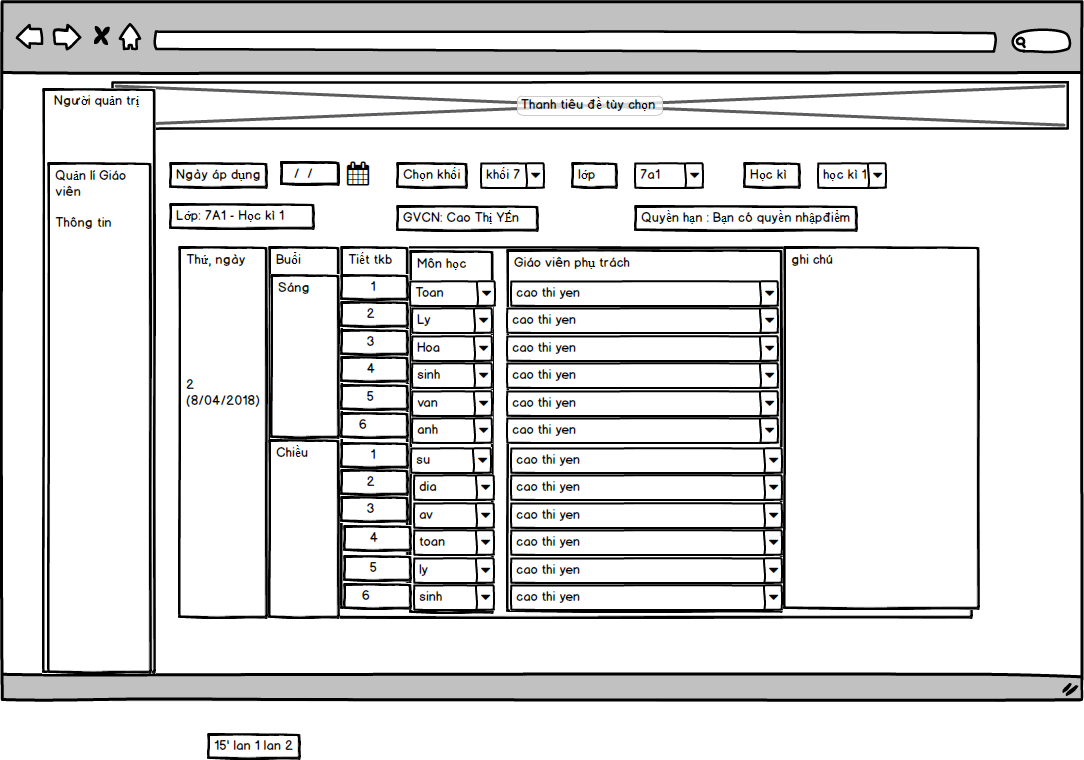 Người quản trị
Thanh tiêu đề tùy chọn
Quản lí Giáo
viên
Thông tin
Ngày áp dụng / / Chọn khối khối 7 lớp 7a1 Học kì học kì 1
Lớp: 7A1 - Học kì 1 GVCN: Cao Thị YẾn Quyền hạn : Bạn có quyền nhậpđiểm
Thứ, ngày Buổi Tiết tkb Môn học Giáo viên phụ trách ghi chú
Sáng 1 Toan cao thi yen
2 Ly cao thi yen
3 Hoa cao thi yen
4 sinh cao thi yen
2
(8/04/2018)
5 van cao thi yen
6 anh cao thi yen
Chiều 1 su cao thi yen
2 dia cao thi yen
3 av cao thi yen
4 toan cao thi yen
5 ly cao thi yen
6 sinh cao thi yen
15' lan 1 lan 2